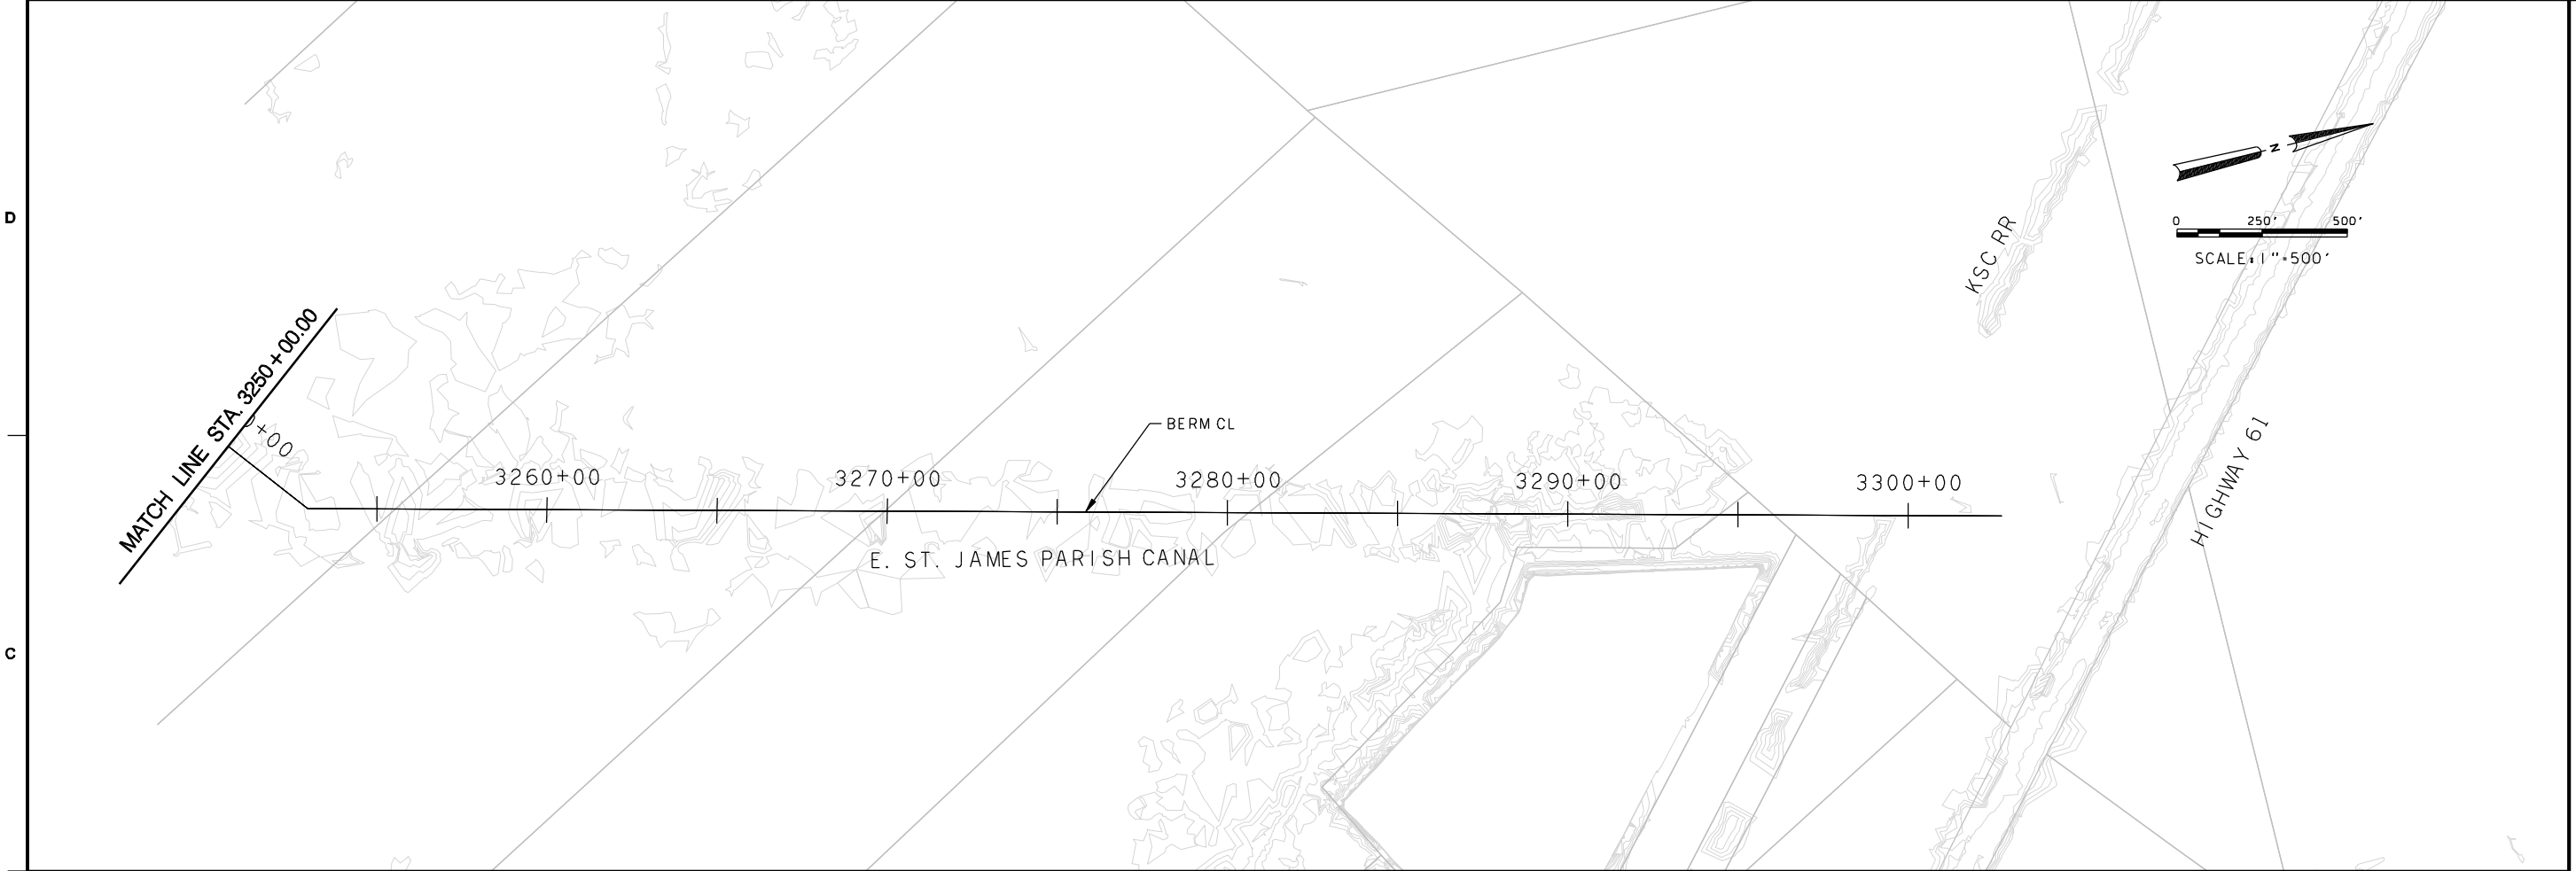 D
C
MATCH LINE STA. 3250+00.00
+00
3260+00
3270+00
3280+00
3290+00
3300+00
BERM CL
E. ST. JAMES PARISH CANAL
KSC RR
HIGHWAY 61
N
0 250' 500'
SCALE: 1"=500'